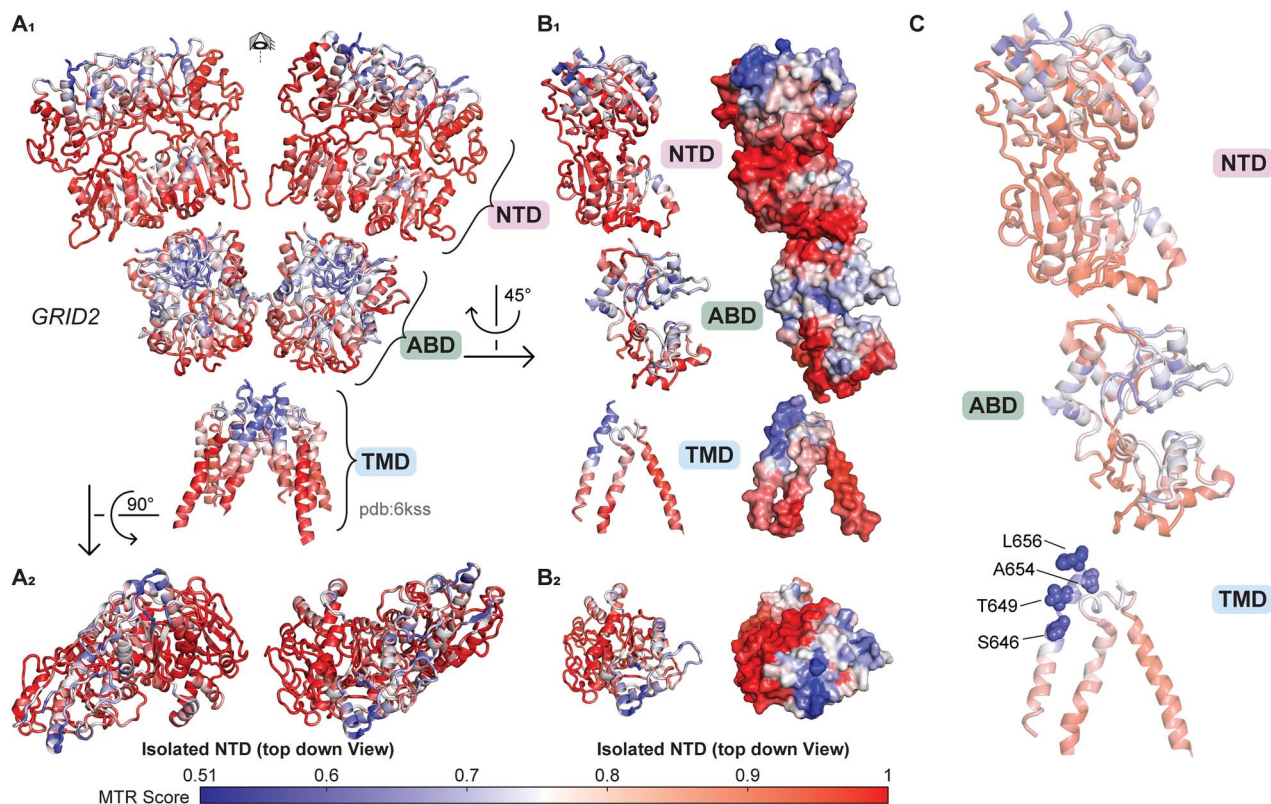 A₁
B₁
C
NTD
NTD
NTD
GRID2
45°
ABD
ABD
ABD
TMD
TMD
TMD
pdb:6kss
90°
L656
A654
T649
S646
A₂
B₂
Isolated NTD (top down View)
Isolated NTD (top down View)
0.51 0.6 0.7 0.8 0.9 1
MTR Score